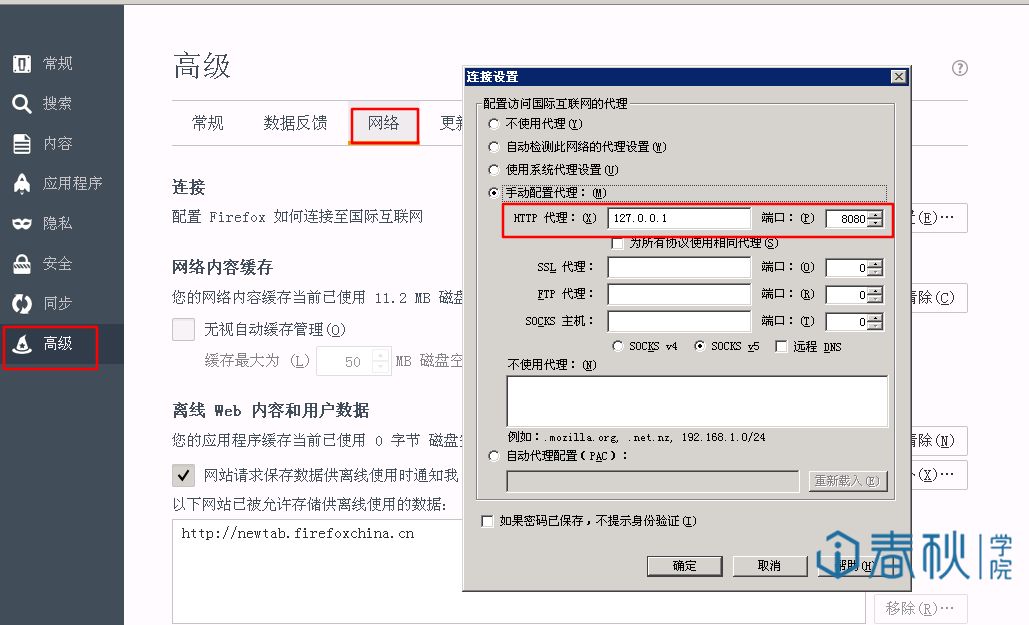 常规
搜索
内容
应用程序
隐私
安全
同步
高级
高级
常规
数据反馈
网络
更新
连接
配置 Firefox 如何连接至国际互联网
(E)…
网络内容缓存
您的网络内容缓存当前已使用 11.2 MB 磁盘
清除(C)
无视自动缓存管理(O)
缓存最大为 (L) 50 MB 磁盘空
离线 Web 内容和用户数据
您的应用程序缓存当前已使用 0 字节 磁盘空
清除(N)
网站请求保存数据供离线使用时通知我
(X)…
以下网站已被允许存储供离线使用的数据:
http://newtab.firefoxchina.cn
移除(R)…
连接设置
配置访问国际互联网的代理
不使用代理(Y)
自动检测此网络的代理设置(W)
使用系统代理设置(U)
手动配置代理：(M)
HTTP 代理：(X) 127.0.0.1 端口：(P) 8080
为所有协议使用相同代理(S)
SSL 代理： 端口：(O) 0
FTP 代理： 端口：(R) 0
SOCKS 主机： 端口：(T) 0
SOCKS v4 SOCKS v5 远程 DNS
不使用代理：(N)
例如：.mozilla.org, .net.nz, 192.168.1.0/24
自动代理配置（PAC）：
重新载入(E)
如果密码已保存，不提示身份验证(I)
确定 取消 帮助(H)
春秋 学院